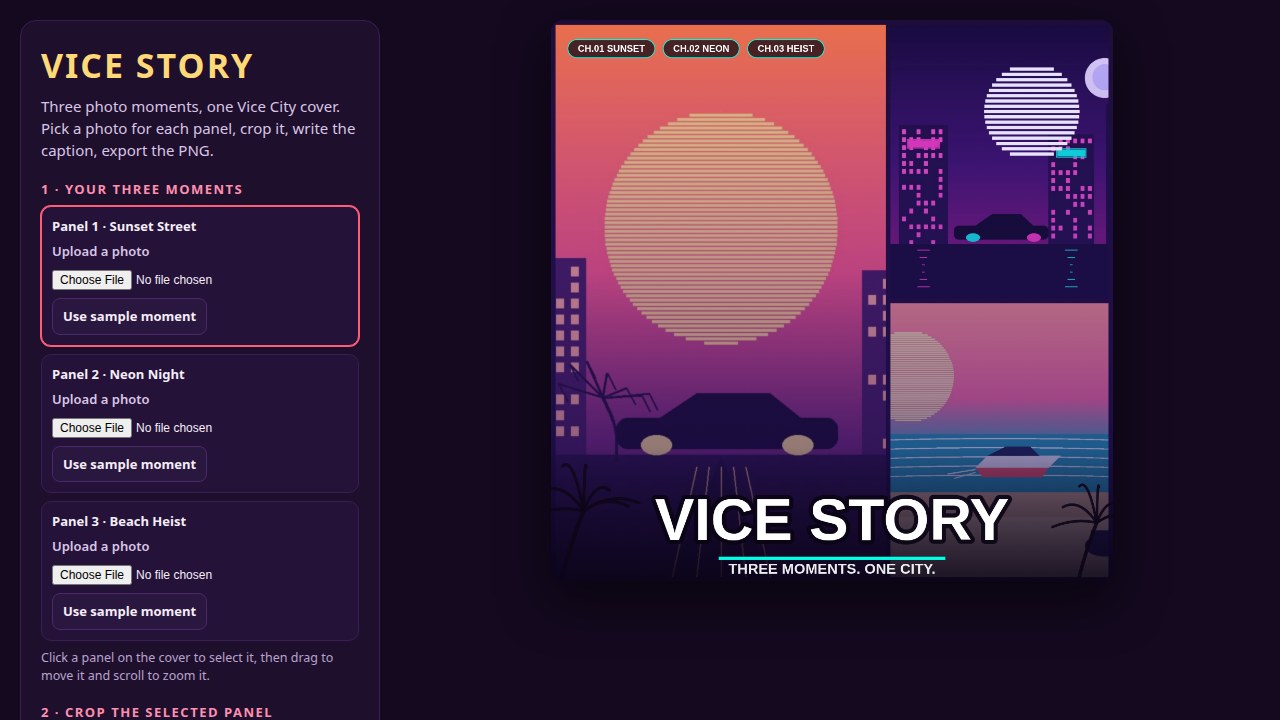 VICE STORY
Three photo moments, one Vice City cover.
Pick a photo for each panel, crop it, write the
caption, export the PNG.
1 · YOUR THREE MOMENTS
Panel 1 · Sunset Street
Upload a photo
Choose File No file chosen
Use sample moment
Panel 2 · Neon Night
Upload a photo
Choose File No file chosen
Use sample moment
Panel 3 · Beach Heist
Upload a photo
Choose File No file chosen
Use sample moment
Click a panel on the cover to select it, then drag to
move it and scroll to zoom it.
2 · CROP THE SELECTED PANEL
CH.01 SUNSET CH.02 NEON CH.03 HEIST
VICE STORY
THREE MOMENTS. ONE CITY.